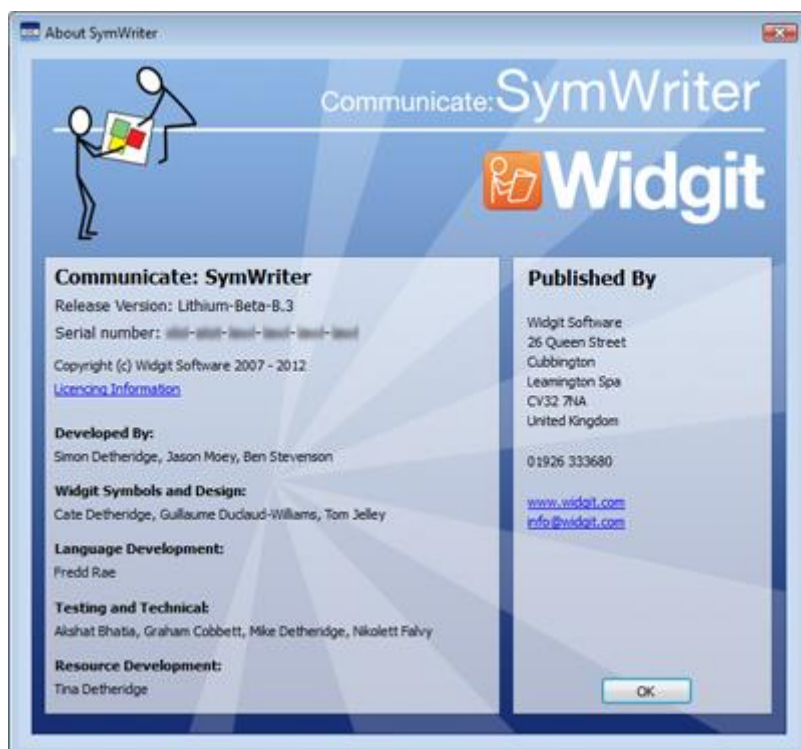 About SymWriter
Communicate: SymWriter
Widgit
Communicate: SymWriter
Release Version: Lithium-Beta-B.3
Serial number:
Copyright (c) Widgit Software 2007 - 2012
Licencing Information
Developed By:
Simon Detheridge, Jason Moey, Ben Stevenson
Widgit Symbols and Design:
Cate Detheridge, Guillaume Duclaud-Williams, Tom Jelley
Language Development:
Fredd Rae
Testing and Technical:
Akshat Bhatia, Graham Cobbett, Mike Detheridge, Nikolett Falvy
Resource Development:
Tina Detheridge
Published By
Widgit Software
26 Queen Street
Cubbington
Leamington Spa
CV32 7NA
United Kingdom
01926 333680
www.widgit.com
info@widgit.com
OK